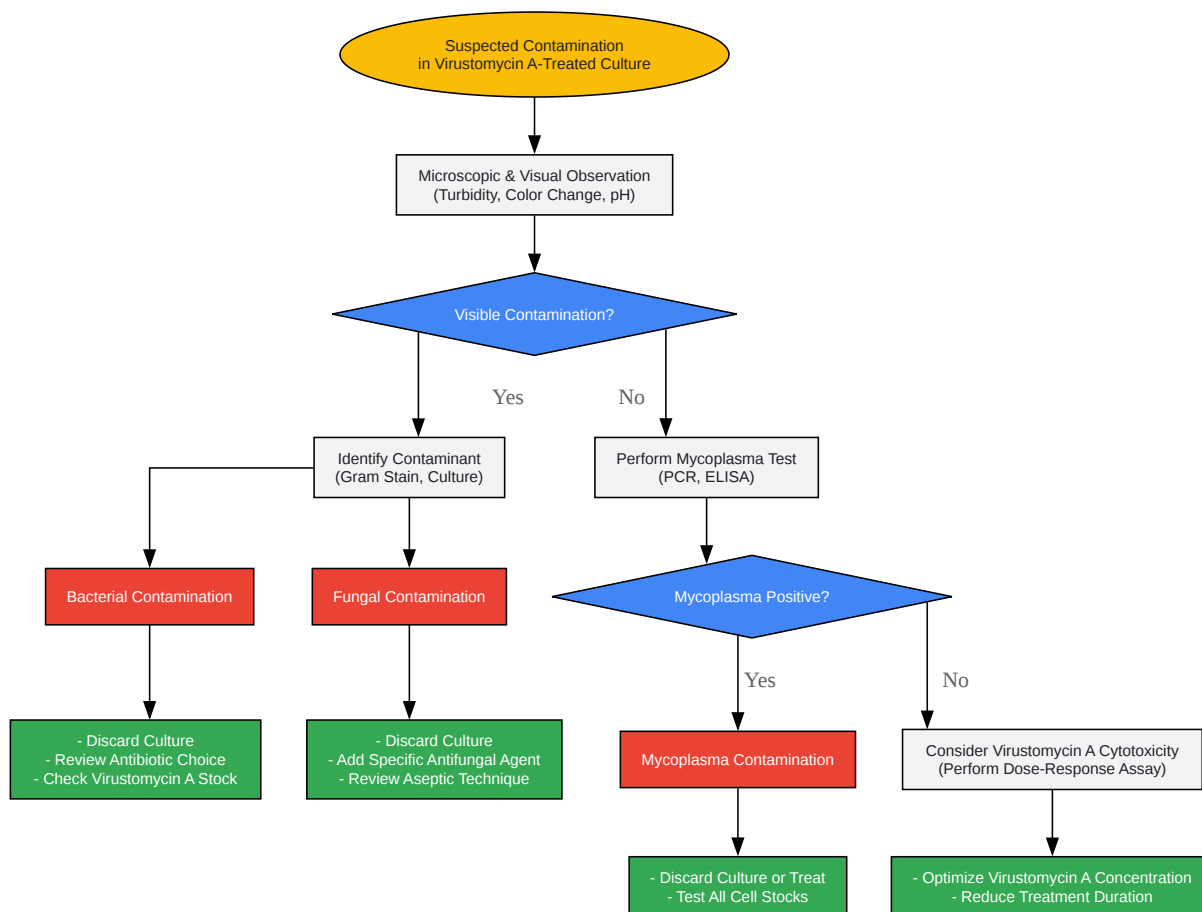 Suspected Contamination
in Virustomycin A-Treated Culture
Microscopic & Visual Observation
(Turbidity, Color Change, pH)
Visible Contamination?
Yes
No
Identify Contaminant
(Gram Stain, Culture)
Perform Mycoplasma Test
(PCR, ELISA)
Bacterial Contamination
Fungal Contamination
Mycoplasma Positive?
Yes
No
- Discard Culture
- Review Antibiotic Choice
- Check Virustomycin A Stock
- Discard Culture
- Add Specific Antifungal Agent
- Review Aseptic Technique
Mycoplasma Contamination
Consider Virustomycin A Cytotoxicity
(Perform Dose-Response Assay)
- Discard Culture or Treat
- Test All Cell Stocks
- Optimize Virustomycin A Concentration
- Reduce Treatment Duration